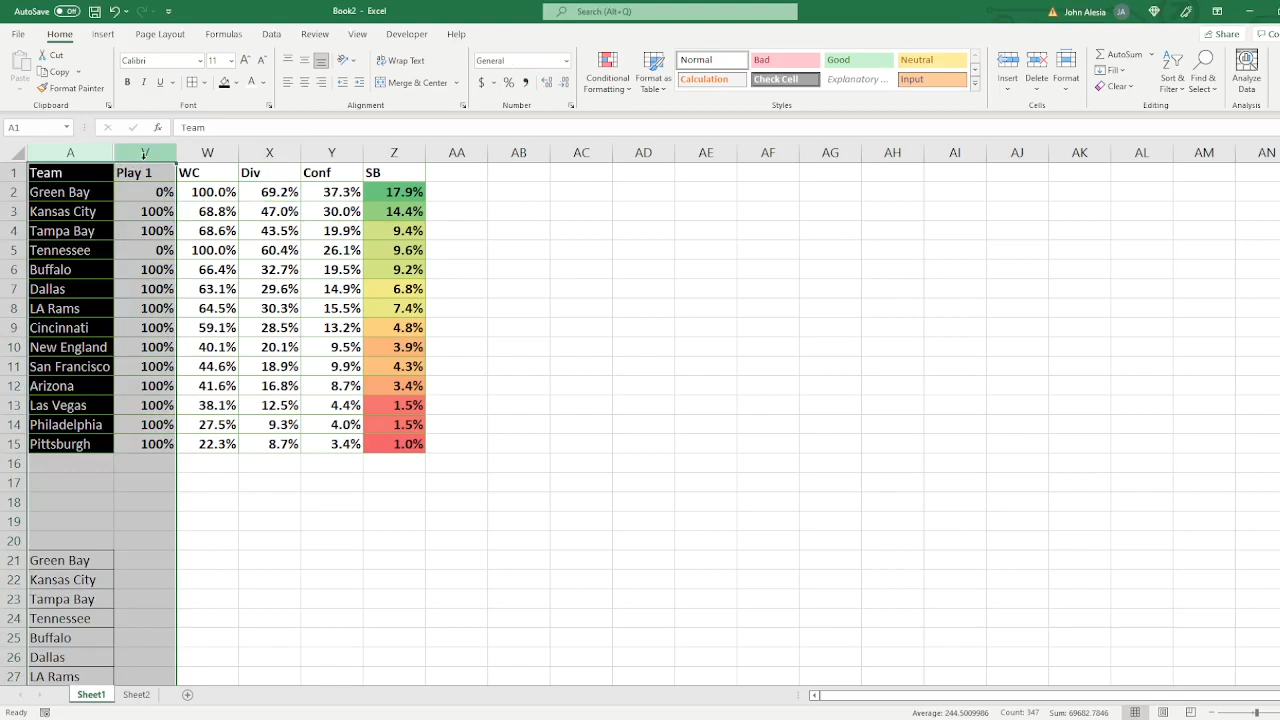 AutoSave Off Book2 - Excel Search (Alt+Q) John Alesia JA
File Home Insert Page Layout Formulas Data Review View Developer Help Share Co
Paste Cut Copy Format Painter Clipboard
Calibri 11 A A B I U A Font
Wrap Text Merge & Center Alignment
General $ % , Number
Conditional Formatting Format as Table
Normal Bad Good Neutral
Calculation Check Cell Explanatory ... Input
Styles
Insert Delete Format Cells
AutoSum Fill Clear Sort & Filter Find & Select Editing
Analyze Data Analysis
A1 fx Team
A V W X Y Z AA AB AC AD AE AF AG AH AI AJ AK AL AM AN
1 Team Play 1 WC Div Conf SB
2 Green Bay 0% 100.0% 69.2% 37.3% 17.9%
3 Kansas City 100% 68.8% 47.0% 30.0% 14.4%
4 Tampa Bay 100% 68.6% 43.5% 19.9% 9.4%
5 Tennessee 0% 100.0% 60.4% 26.1% 9.6%
6 Buffalo 100% 66.4% 32.7% 19.5% 9.2%
7 Dallas 100% 63.1% 29.6% 14.9% 6.8%
8 LA Rams 100% 64.5% 30.3% 15.5% 7.4%
9 Cincinnati 100% 59.1% 28.5% 13.2% 4.8%
10 New England 100% 40.1% 20.1% 9.5% 3.9%
11 San Francisco 100% 44.6% 18.9% 9.9% 4.3%
12 Arizona 100% 41.6% 16.8% 8.7% 3.4%
13 Las Vegas 100% 38.1% 12.5% 4.4% 1.5%
14 Philadelphia 100% 27.5% 9.3% 4.0% 1.5%
15 Pittsburgh 100% 22.3% 8.7% 3.4% 1.0%
16
17
18
19
20
21 Green Bay
22 Kansas City
23 Tampa Bay
24 Tennessee
25 Buffalo
26 Dallas
27 LA Rams
Sheet1 Sheet2
Ready Average: 244.5009986 Count: 347 Sum: 69682.7846